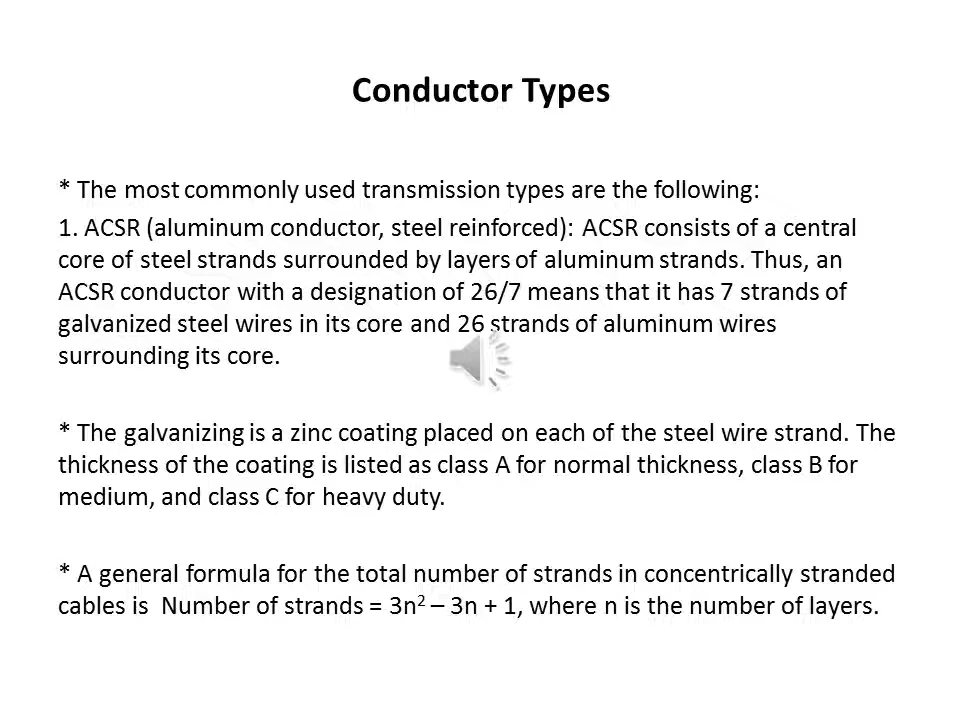 Conductor Types
* The most commonly used transmission types are the following:
1. ACSR (aluminum conductor, steel reinforced): ACSR consists of a central
core of steel strands surrounded by layers of aluminum strands. Thus, an
ACSR conductor with a designation of 26/7 means that it has 7 strands of
galvanized steel wires in its core and 26 strands of aluminum wires
surrounding its core.
* The galvanizing is a zinc coating placed on each of the steel wire strand. The
thickness of the coating is listed as class A for normal thickness, class B for
medium, and class C for heavy duty.
* A general formula for the total number of strands in concentrically stranded
cables is  Number of strands = 3n² – 3n + 1, where n is the number of layers.